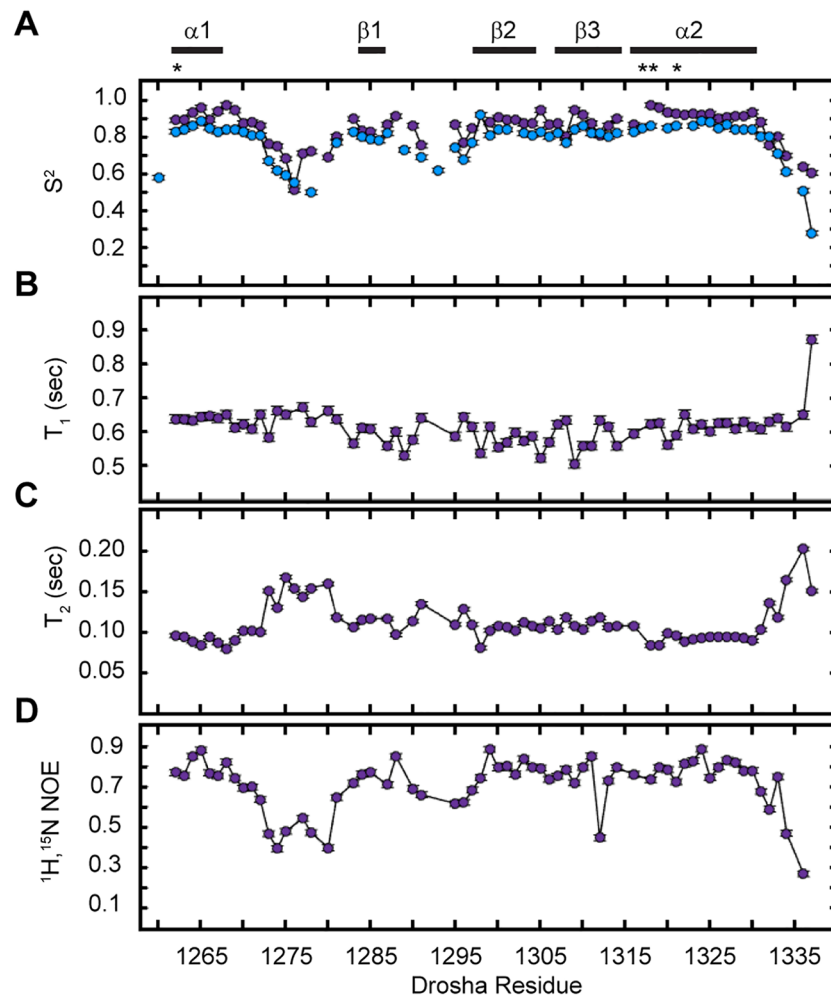 A
α1 β1 β2 β3 α2
* ** *
1.0
0.8
0.6
0.4
0.2
S²
B
0.9
0.8
0.7
0.6
0.5
T₁ (sec)
C
0.20
0.15
0.10
0.05
T₂ (sec)
D
0.9
0.7
0.5
0.3
0.1
¹H,¹⁵N NOE
1265 1275 1285 1295 1305 1315 1325 1335
Drosha Residue